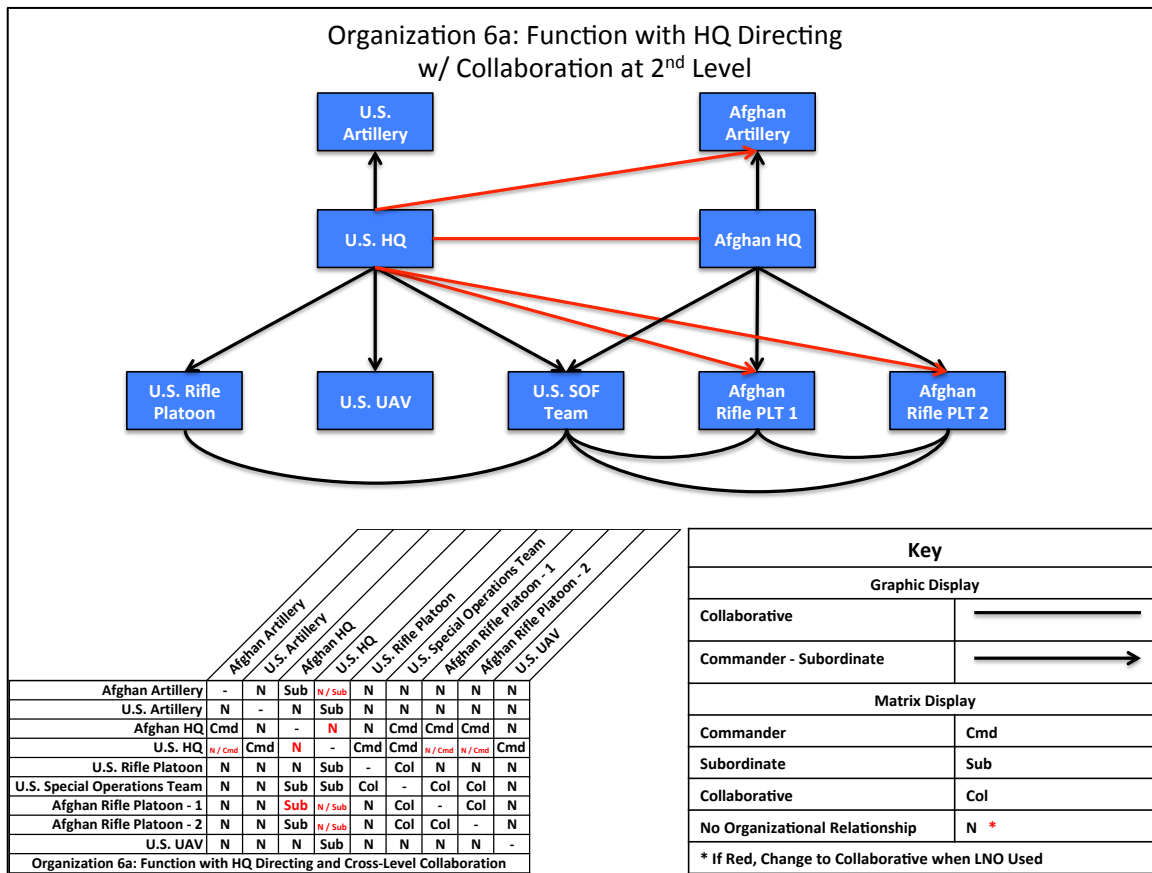 Organization 6a: Function with HQ Directing
w/ Collaboration at 2nd Level
U.S.
Artillery
Afghan
Artillery
U.S. HQ
Afghan HQ
U.S. Rifle
Platoon
U.S. UAV
U.S. SOF
Team
Afghan
Rifle PLT 1
Afghan
Rifle PLT 2
Afghan Artillery
U.S. Artillery
Afghan HQ
U.S. HQ
U.S. Rifle Platoon
U.S. Special Operations Team
Afghan Rifle Platoon - 1
Afghan Rifle Platoon - 2
U.S. UAV
Afghan Artillery - N Sub N / Sub N N N N N
U.S. Artillery N - N Sub N N N N N
Afghan HQ Cmd N - N N Cmd Cmd Cmd N
U.S. HQ N / Cmd Cmd N - Cmd Cmd N / Cmd N / Cmd Cmd
U.S. Rifle Platoon N N N Sub - Col N N N
U.S. Special Operations Team N N Sub Sub Col - Col Col N
Afghan Rifle Platoon - 1 N N Sub N / Sub N Col - Col N
Afghan Rifle Platoon - 2 N N Sub N / Sub N Col Col - N
U.S. UAV N N N Sub N N N N -
Organization 6a: Function with HQ Directing and Cross-Level Collaboration
Key
Graphic Display
Collaborative
Commander - Subordinate
Matrix Display
Commander Cmd
Subordinate Sub
Collaborative Col
No Organizational Relationship N *
* If Red, Change to Collaborative when LNO Used